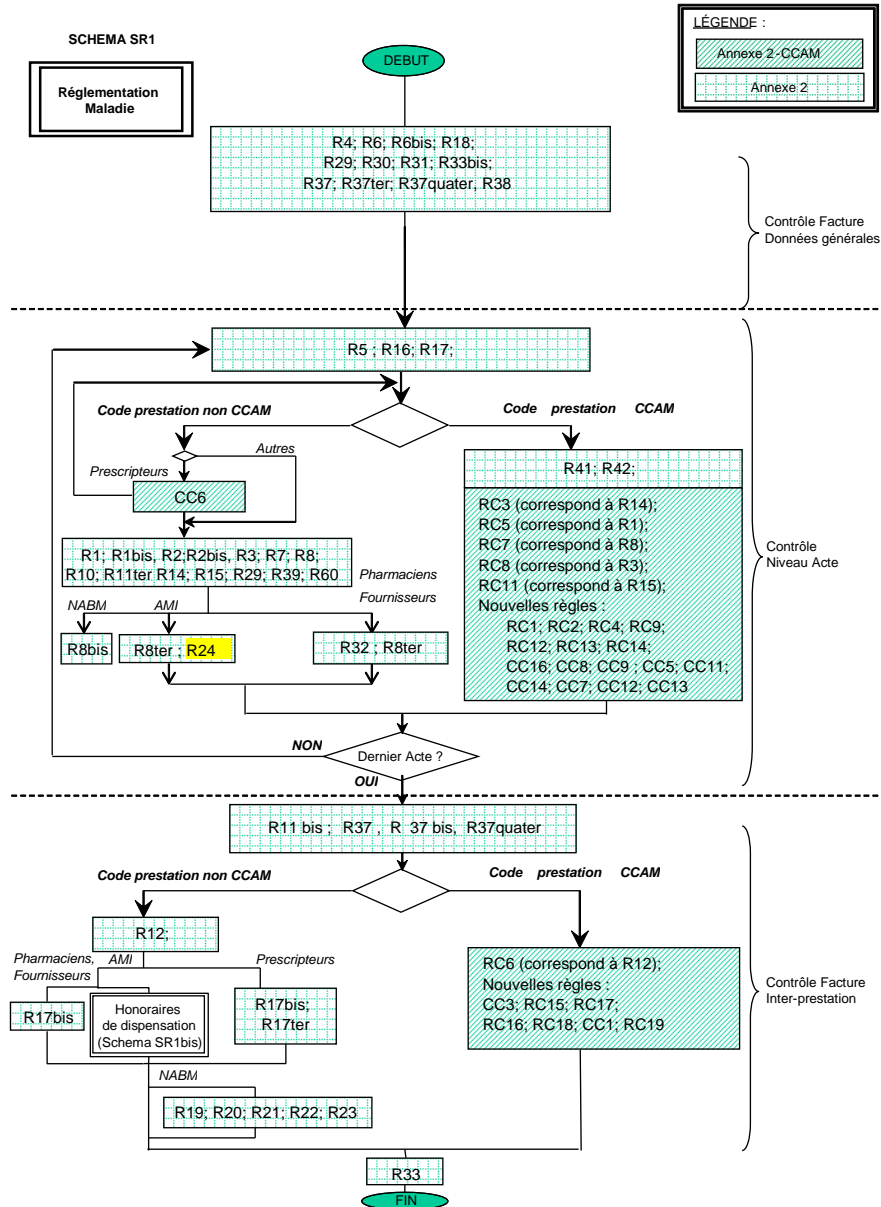 SCHEMA SR1
Réglementation
Maladie
DEBUT
LÉGENDE :
Annexe 2 -CCAM
Annexe 2
R4; R6; R6bis; R18;
R29; R30; R31; R33bis;
R37; R37ter; R37quater, R38
Contrôle Facture
Données générales
R5 ; R16; R17;
Code prestation non CCAM
Code prestation CCAM
Autres
Prescripteurs
CC6
R1; R1bis, R2;R2bis, R3; R7; R8,
R10; R11ter R14; R15; R29; R39; R60
Pharmaciens
Fournisseurs
NABM
AMI
R8bis
R8ter ; R24
R32 ; R8ter
R41; R42;
RC3 (correspond à R14);
RC5 (correspond à R1);
RC7 (correspond à R8);
RC8 (correspond à R3);
RC11 (correspond à R15);
Nouvelles règles :
RC1; RC2; RC4; RC9;
RC12; RC13; RC14;
CC16; CC8; CC9 ; CC5; CC11;
CC14; CC7; CC12; CC13
Contrôle
Niveau Acte
NON
Dernier Acte ?
OUI
R11 bis ; R37 , R 37 bis, R37quater
Code prestation non CCAM
Code prestation CCAM
R12;
Pharmaciens,
Fournisseurs
AMI
Prescripteurs
R17bis
Honoraires
de dispensation
(Schema SR1bis)
R17bis;
R17ter
NABM
R19; R20; R21; R22; R23
RC6 (correspond à R12);
Nouvelles règles :
CC3; RC15; RC17;
RC16; RC18; CC1; RC19
Contrôle Facture
Inter-prestation
R33
FIN